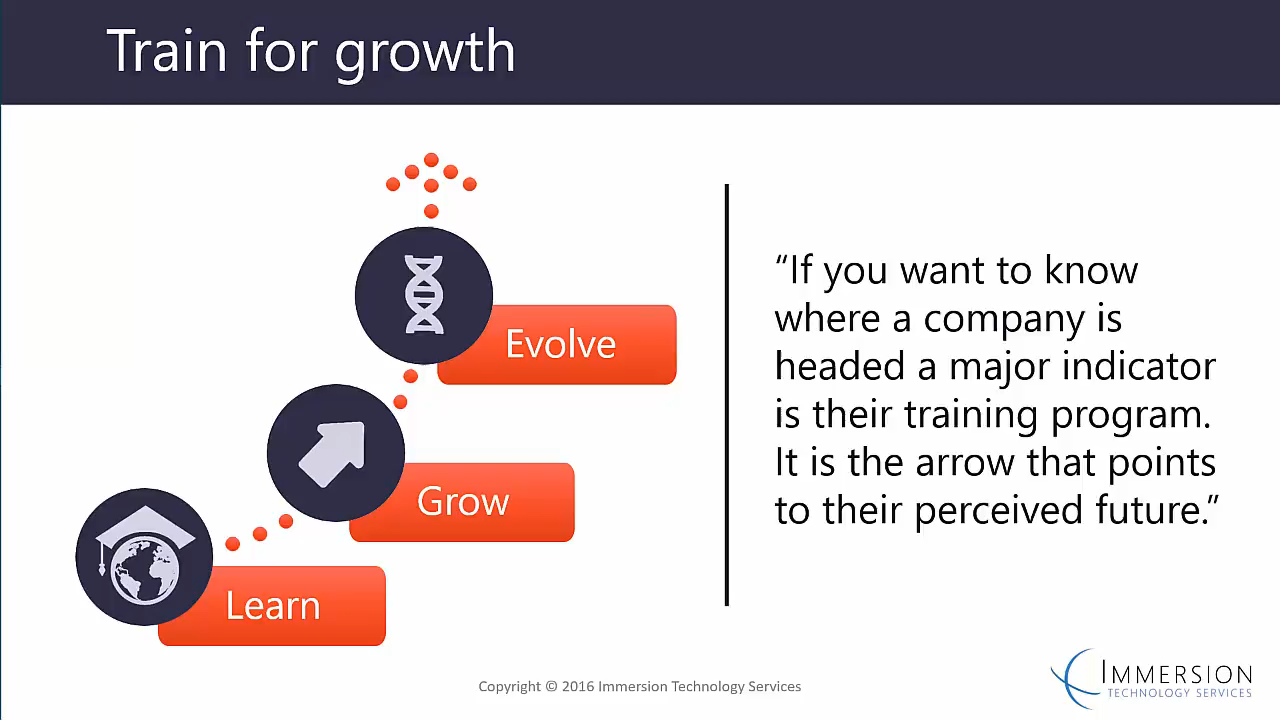 Train for growth
Evolve
Grow
Learn
“If you want to know
where a company is
headed a major indicator
is their training program.
It is the arrow that points
to their perceived future.”
Copyright © 2016 Immersion Technology Services
IMMERSION
TECHNOLOGY SERVICES